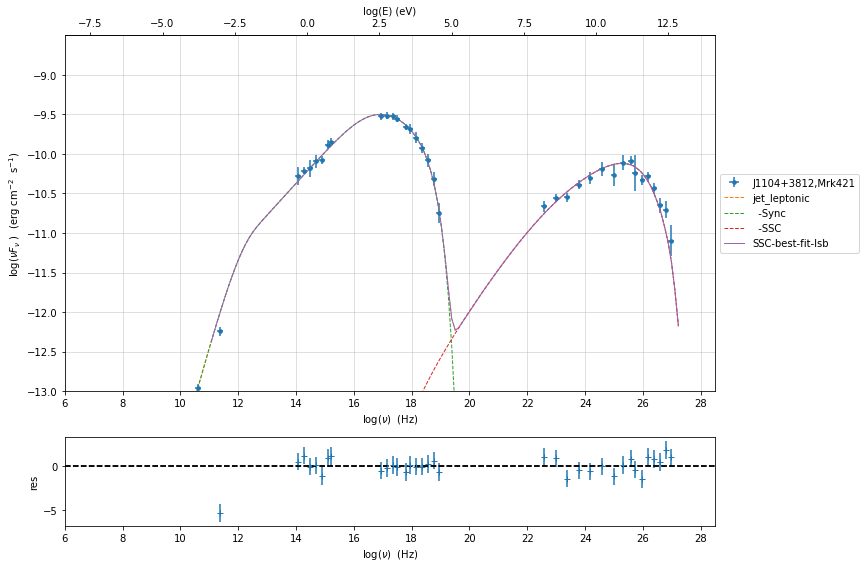 log(E) (eV)
−7.5 −5.0 −2.5 0.0 2.5 5.0 7.5 10.0 12.5
−9.0
−9.5
−10.0
−10.5
−11.0
−11.5
−12.0
−12.5
−13.0
log(νFν ) (erg cm−2 s−1)
6 8 10 12 14 16 18 20 22 24 26 28
log(ν) (Hz)
J1104+3812,Mrk421
jet_leptonic
-Sync
-SSC
SSC-best-fit-lsb
0
−5
res
6 8 10 12 14 16 18 20 22 24 26 28
log(ν) (Hz)